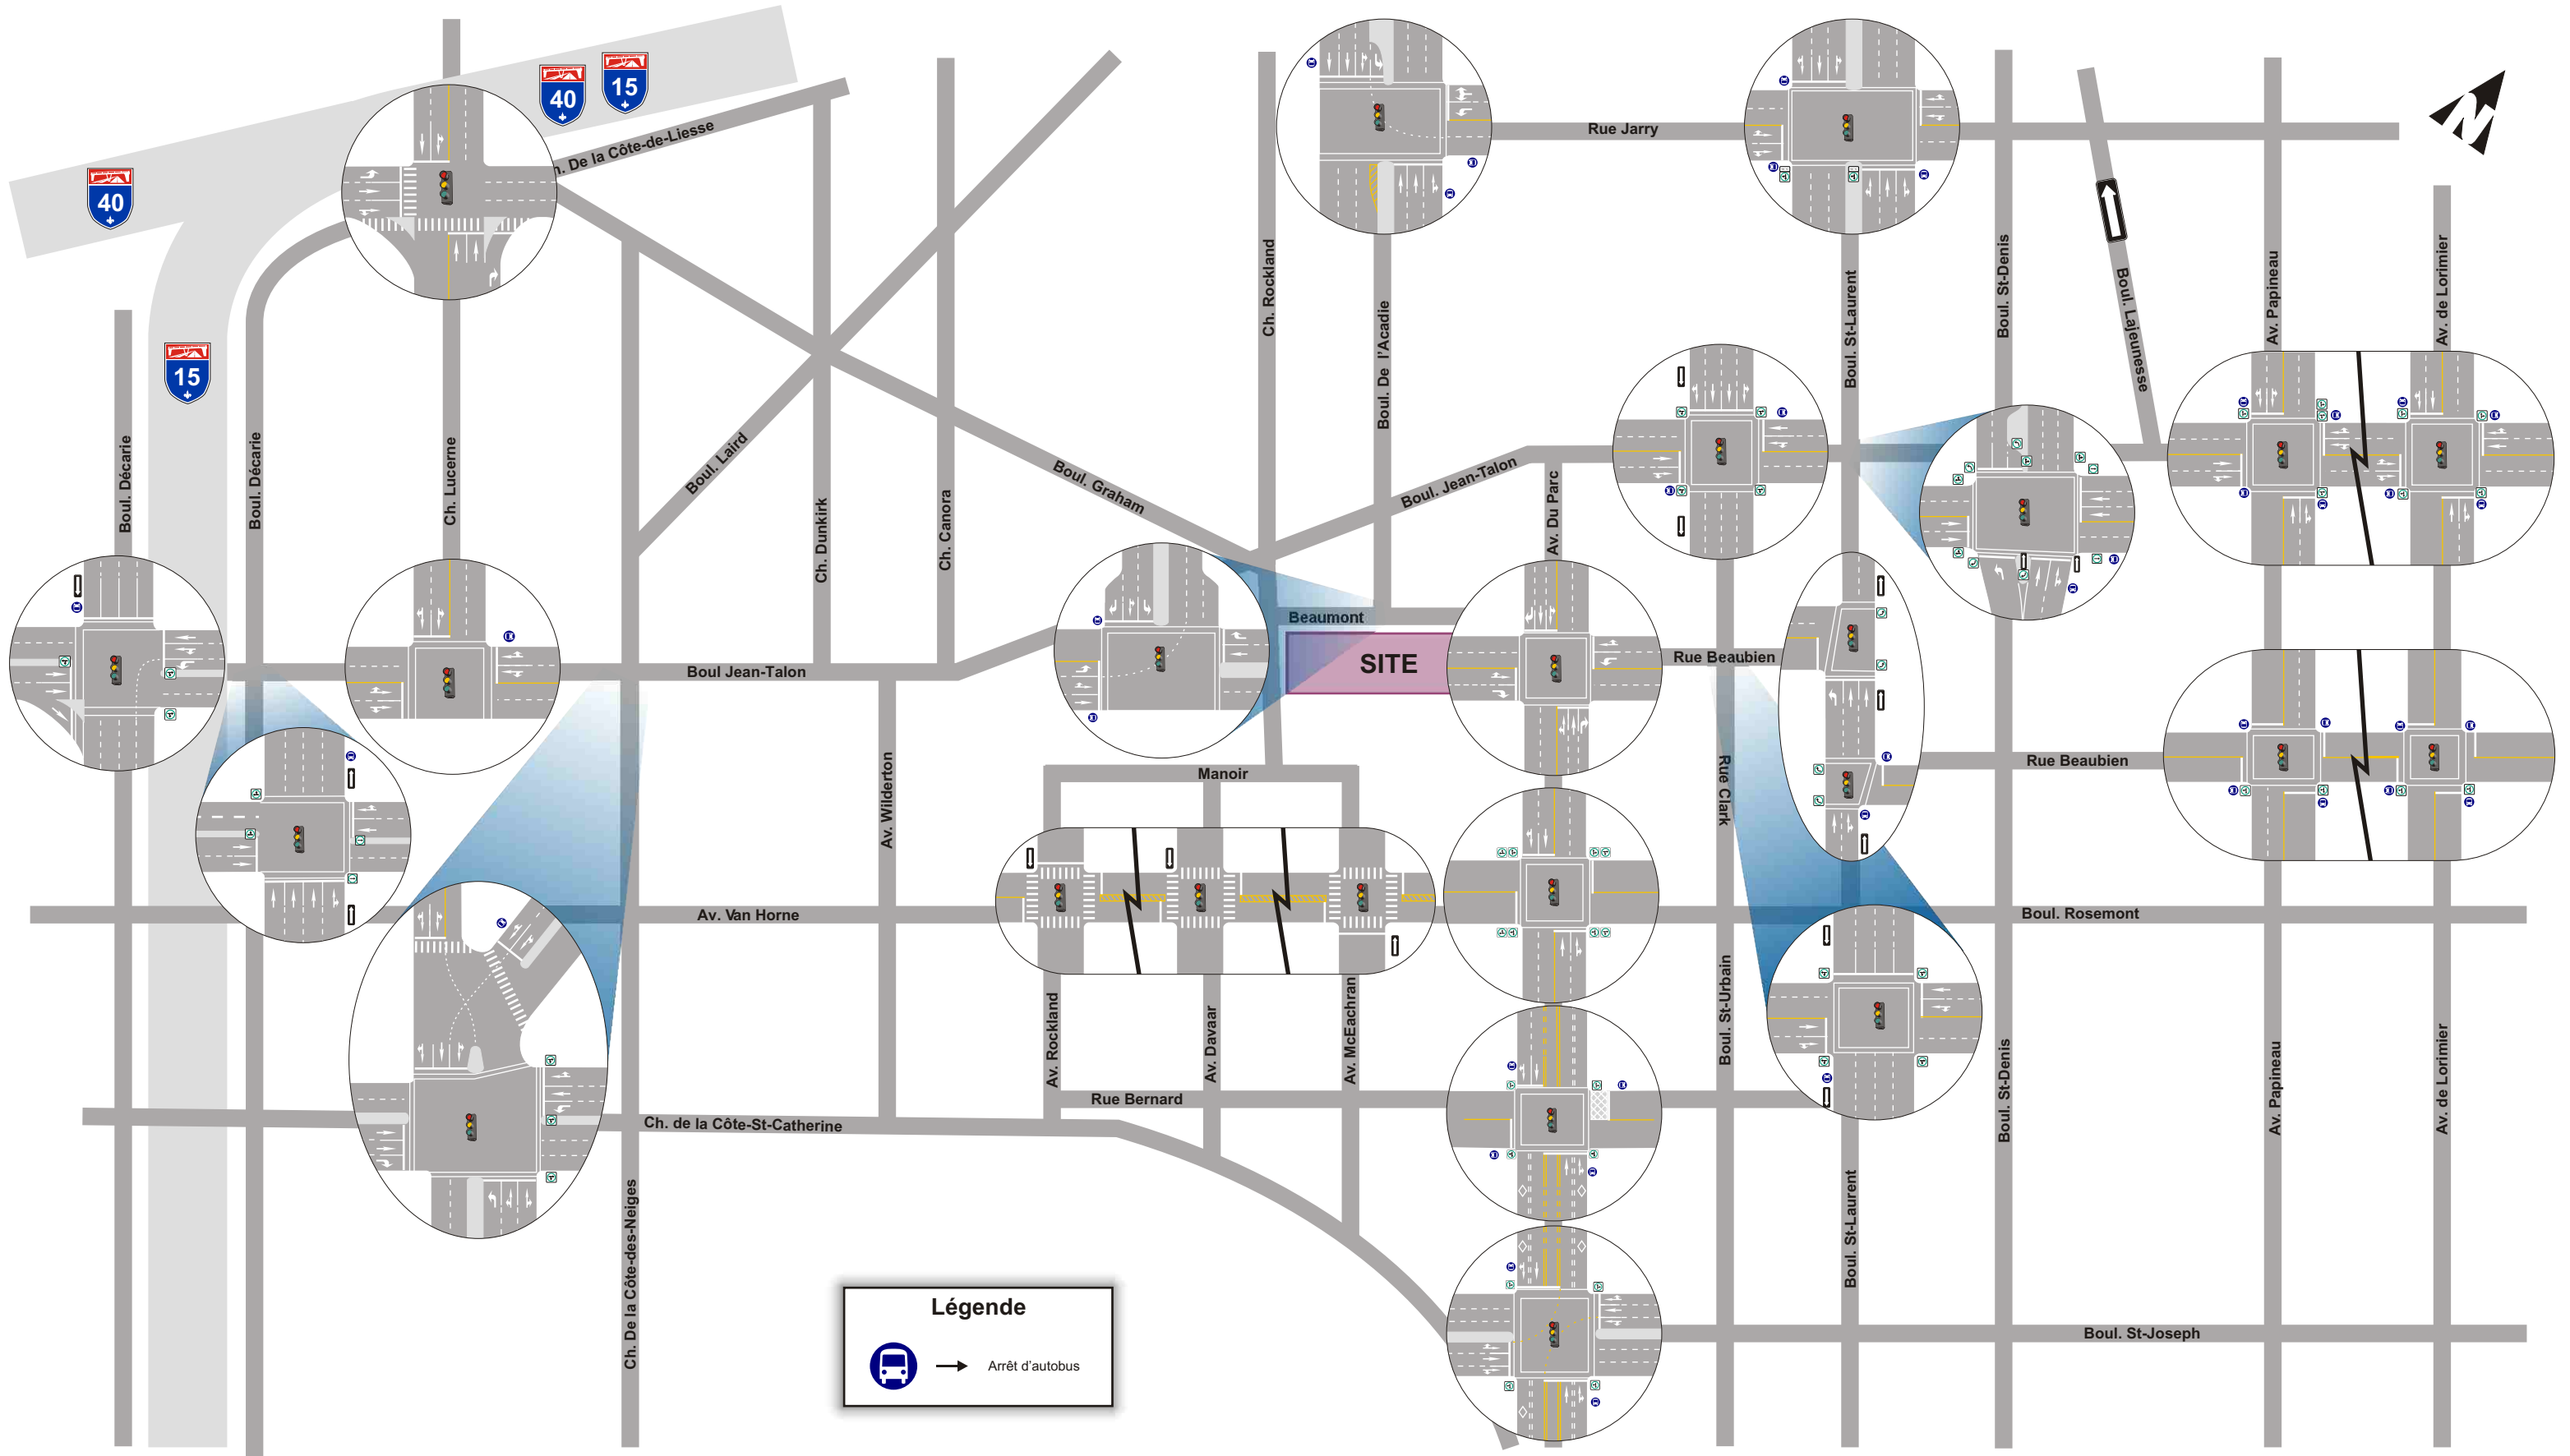 40
15
40
15
h. De la Côte-de-Liesse
Rue Jarry
Boul. Décarie
Boul. Décarie
Ch. Lucerne
Boul. Laird
Ch. Dunkirk
Ch. Canora
Boul. Graham
Ch. Rockland
Boul. De l'Acadie
Boul. Jean-Talon
Av. Du Parc
Boul. St-Laurent
Boul. St-Denis
Boul. Lajeunesse
Av. Papineau
Av. de Lorimier
Beaumont
SITE
Boul Jean-Talon
Rue Beaubien
Rue Beaubien
Manoir
Av. Wilderton
Rue Clark
Av. Van Horne
Boul. Rosemont
Av. Rockland
Av. Davaar
Av. McEachran
Boul. St-Urbain
Boul. St-Denis
Av. Papineau
Av. de Lorimier
Rue Bernard
Ch. de la Côte-St-Catherine
Ch. De la Côte-des-Neiges
Boul. St-Laurent
Boul. St-Joseph
Légende
Arrêt d'autobus